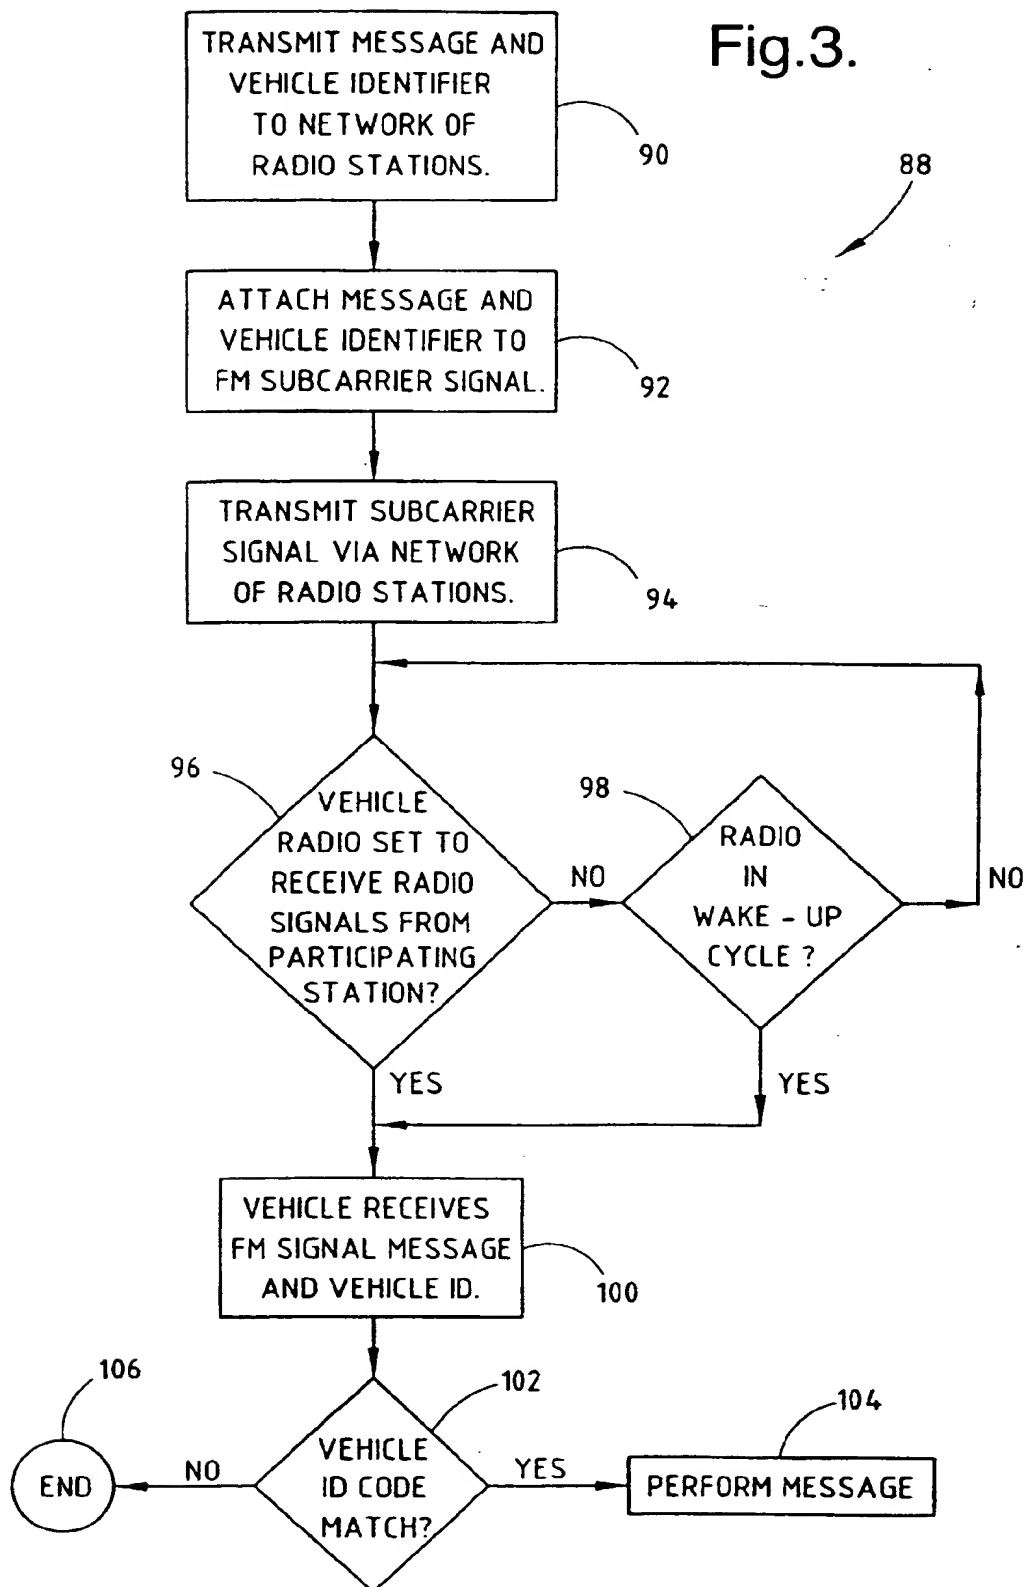 Fig.3.
TRANSMIT MESSAGE AND
VEHICLE IDENTIFIER
TO NETWORK OF
RADIO STATIONS.
90
88
ATTACH MESSAGE AND
VEHICLE IDENTIFIER TO
FM SUBCARRIER SIGNAL.
92
TRANSMIT SUBCARRIER
SIGNAL VIA NETWORK
OF RADIO STATIONS.
94
96
VEHICLE
RADIO SET TO
RECEIVE RADIO
SIGNALS FROM
PARTICIPATING
STATION?
NO
98
RADIO
IN
WAKE - UP
CYCLE ?
NO
YES
YES
VEHICLE RECEIVES
FM SIGNAL MESSAGE
AND VEHICLE ID.
100
106
END
NO
102
VEHICLE
ID CODE
MATCH?
YES
104
PERFORM MESSAGE